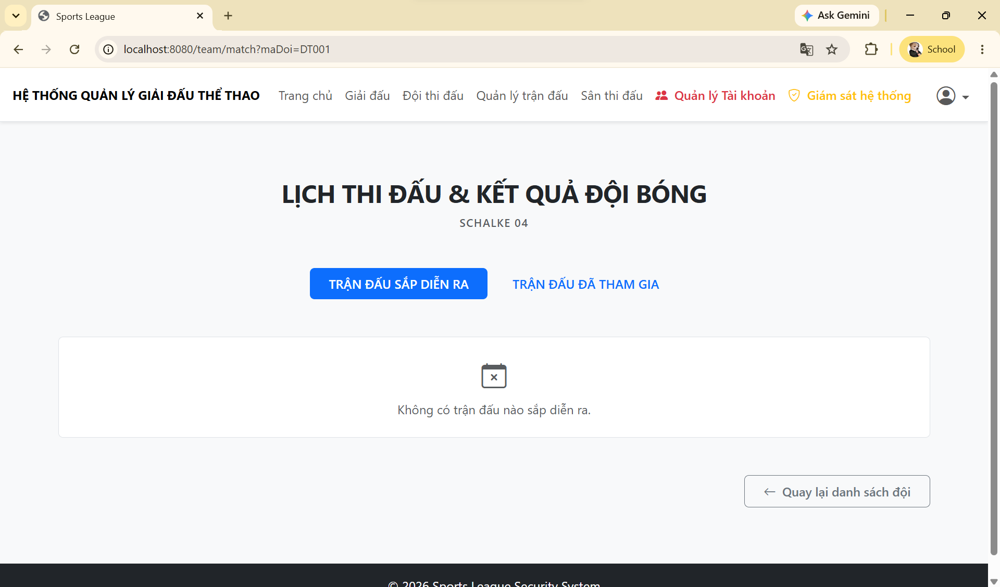 Sports League
Ask Gemini
localhost:8080/team/match?maDoi=DT001
School
HỆ THỐNG QUẢN LÝ GIẢI ĐẤU THỂ THAO
Trang chủ
Giải đấu
Đội thi đấu
Quản lý trận đấu
Sân thi đấu
Quản lý Tài khoản
Giám sát hệ thống
LỊCH THI ĐẤU & KẾT QUẢ ĐỘI BÓNG
SCHALKE 04
TRẬN ĐẤU SẮP DIỄN RA
TRẬN ĐẤU ĐÃ THAM GIA
Không có trận đấu nào sắp diễn ra.
← Quay lại danh sách đội
© 2026 Sports League Security System